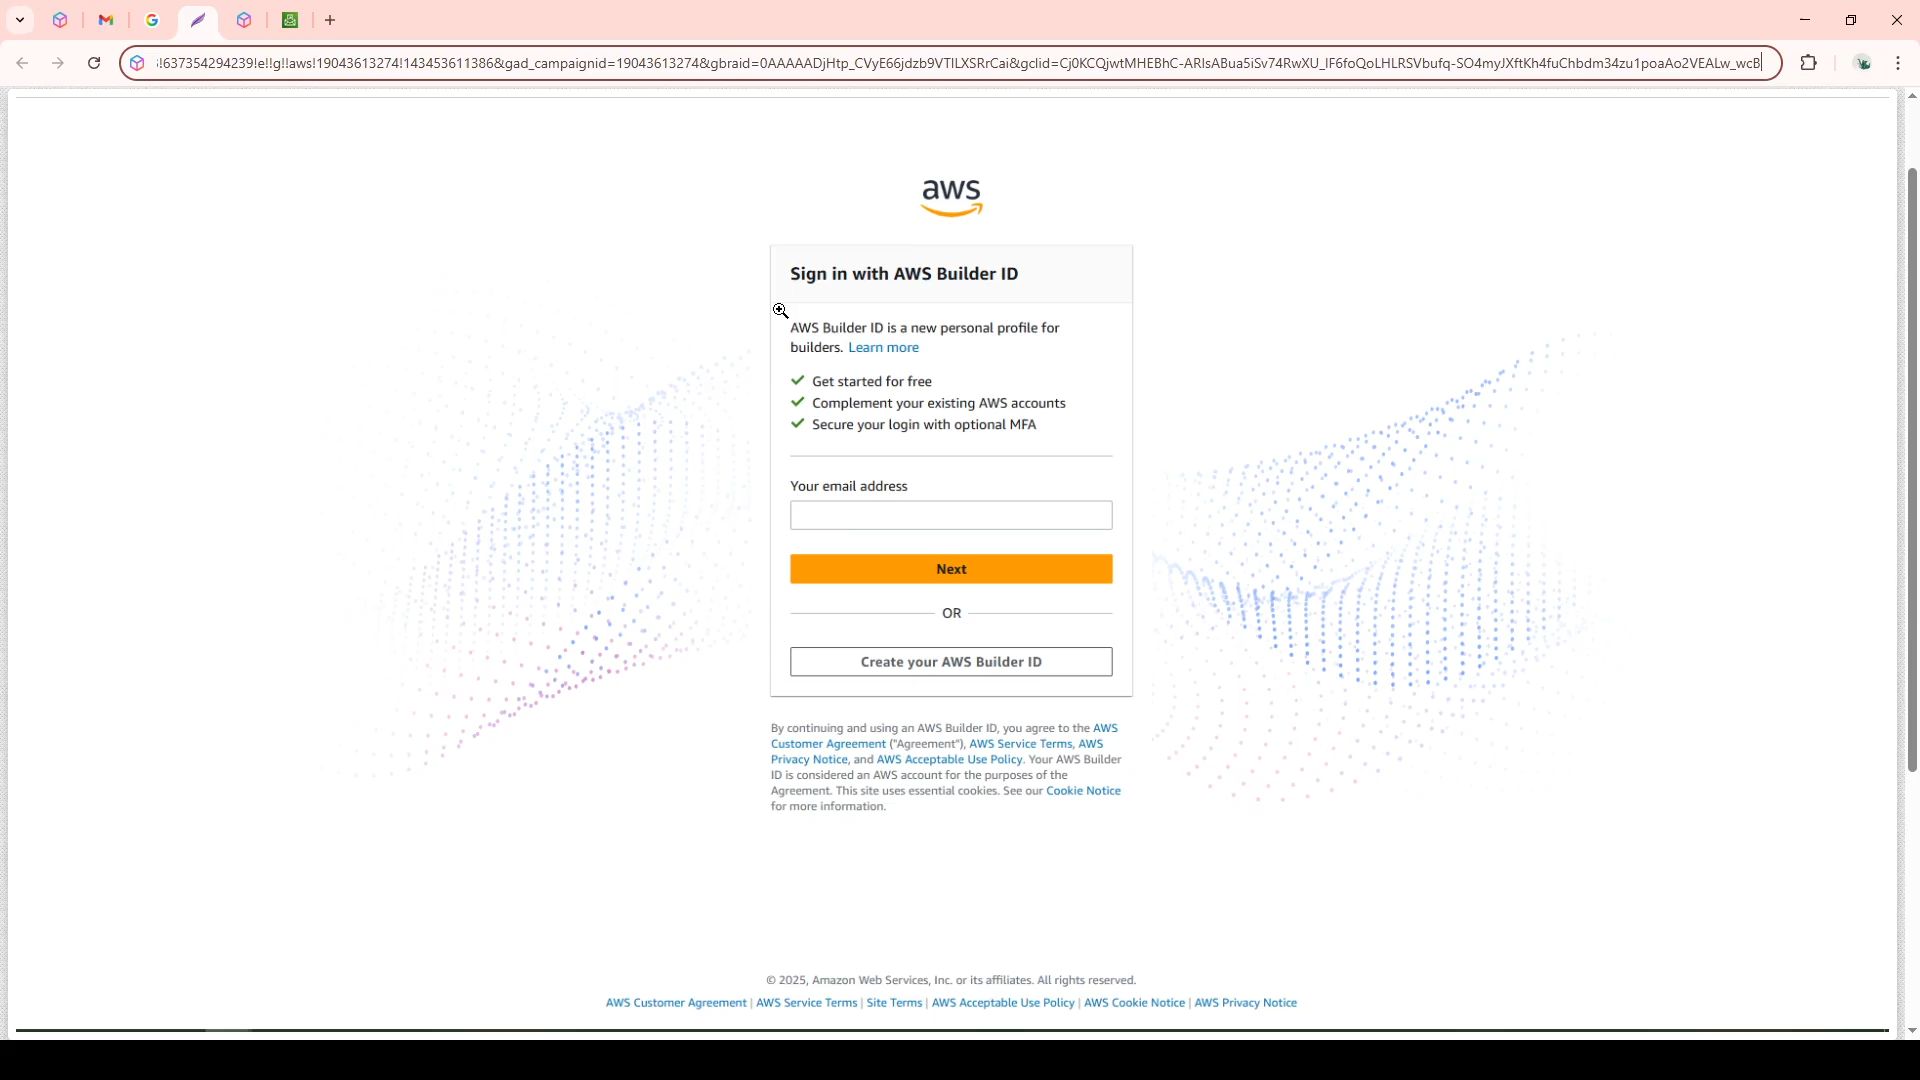 :!637354294239!e!!g!!aws!19043613274!143453611386&gad_campaignid=19043613274&gbraid=0AAAAADjHtp_CVyE66jdzb9VTILXSRrCai&gclid=Cj0KCQjwtMHEBhC-ARIsABua5iSv74RwXU_IF6foQoLHLRSVbufq-SO4myJXftKh4fuChbdm34zu1poaAo2VEALw_wcB
aws
Sign in with AWS Builder ID
AWS Builder ID is a new personal profile for
builders. Learn more
Get started for free
Complement your existing AWS accounts
Secure your login with optional MFA
Your email address
Next
OR
Create your AWS Builder ID
By continuing and using an AWS Builder ID, you agree to the AWS
Customer Agreement ("Agreement"), AWS Service Terms, AWS
Privacy Notice, and AWS Acceptable Use Policy. Your AWS Builder
ID is considered an AWS account for the purposes of the
Agreement. This site uses essential cookies. See our Cookie Notice
for more information.
© 2025, Amazon Web Services, Inc. or its affiliates. All rights reserved.
AWS Customer Agreement | AWS Service Terms | Site Terms | AWS Acceptable Use Policy | AWS Cookie Notice | AWS Privacy Notice